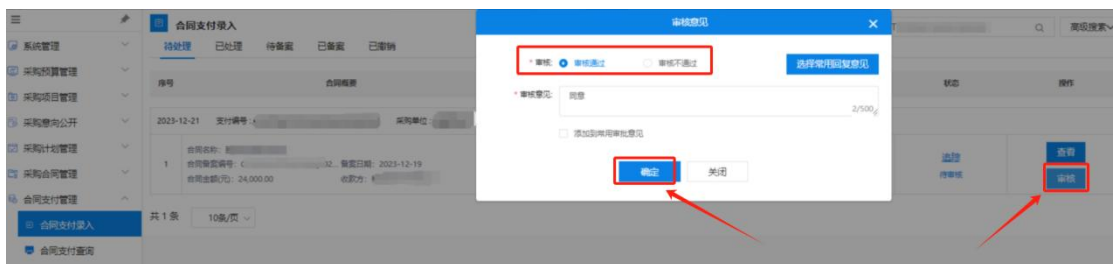 合同支付录入
审核意见
高级搜索
系统管理
待处理 已处理 待备案 已备案 已撤销
* 审核: 审核通过 审核不通过 选择常用回复意见
采购预算管理
序号 合同概要 状态 操作
采购项目管理
* 审核意见: 同意
2/500
采购意向公开
2023-12-21 支付编号: 采购单位:
添加到常用审批意见
采购计划管理
合同名称:
1 合同备案编号: 02... 备案日期: 2023-12-19
追踪 查看
采购合同管理
合同金额(元): 24,000.00 收款方:
确定 关闭
待审核 审核
合同支付管理
共 1 条 10条/页
合同支付录入
合同支付查询